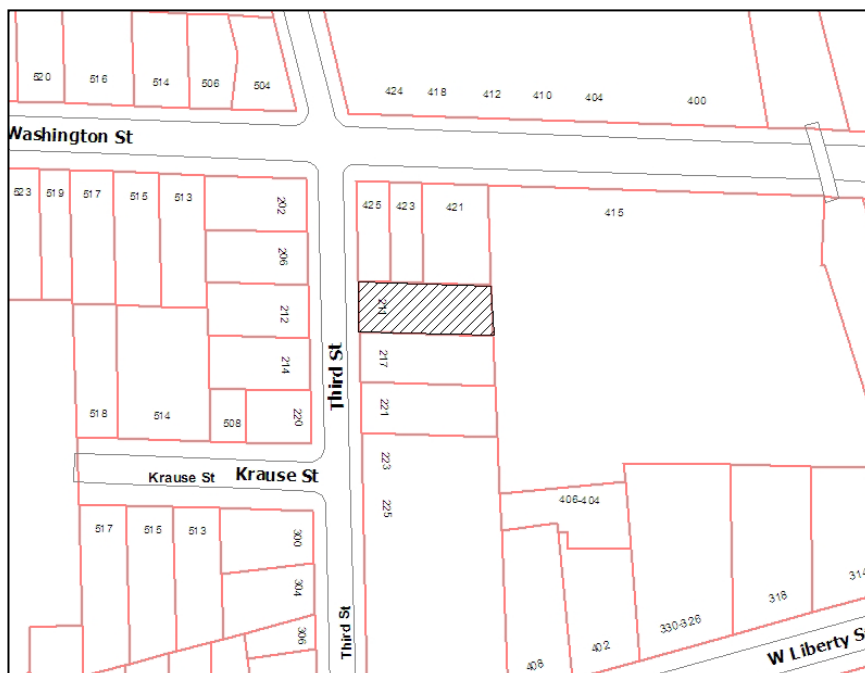 520 516 514 506 504
424 418 412 410 404 400
Washington St
523 519 517 515 513 202
425 423 421 415
206
212 211
214 217
Third St
518 514 508 220 221
223
Krause St Krause St
225
406-404
517 515 513 300
304
306
Third St
408 402 330-326 318 314
W Liberty S